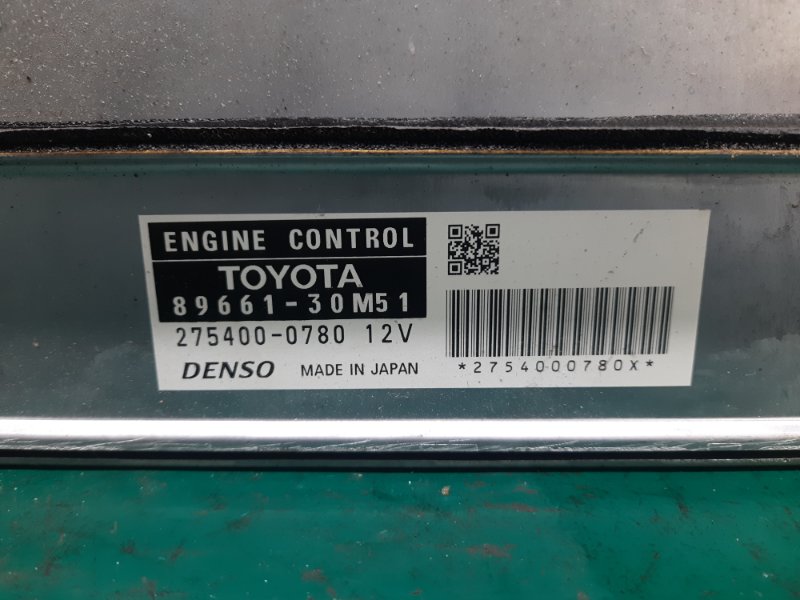 ENGINE CONTROL
TOYOTA
89661-30M51
275400-0780 12V
DENSO MADE IN JAPAN
*2754000780X*